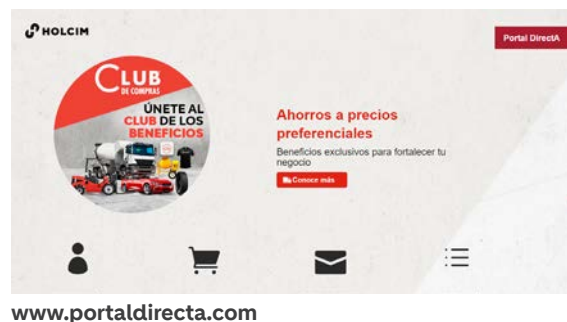 HOLCIM
Portal DirectA
CLUB
DE COMPRAS
ÚNETE AL
CLUB DE LOS
BENEFICIOS
Ahorros a precios
preferenciales
Beneficios exclusivos para fortalecer tu
negocio
Conoce más
www.portaldirecta.com